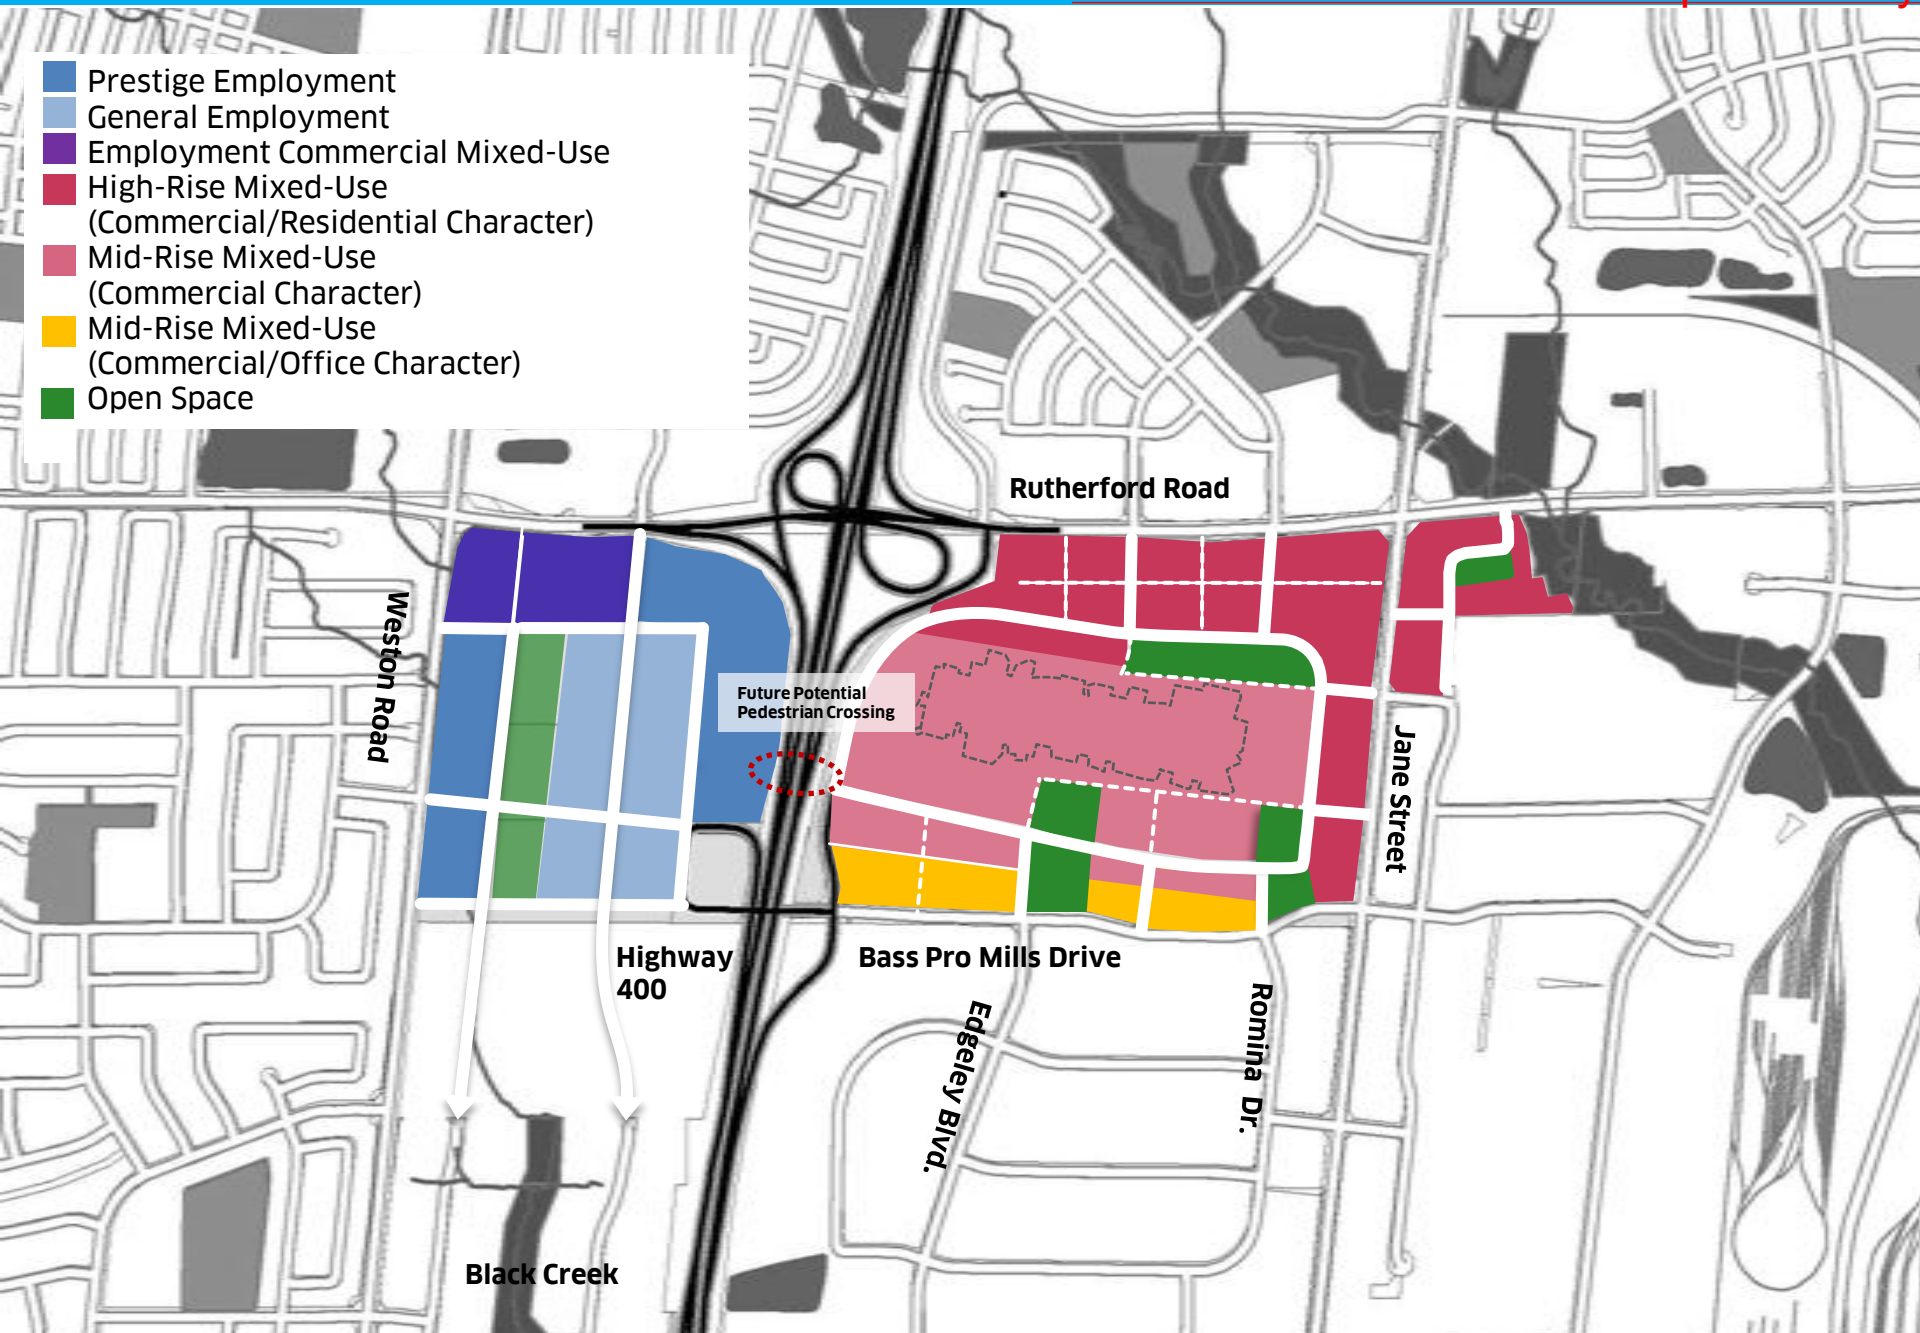 Prestige Employment
General Employment
Employment Commercial Mixed-Use
High-Rise Mixed-Use
(Commercial/Residential Character)
Mid-Rise Mixed-Use
(Commercial Character)
Mid-Rise Mixed-Use
(Commercial/Office Character)
Open Space
Rutherford Road
Weston Road
Future Potential
Pedestrian Crossing
Jane Street
Highway
400
Bass Pro Mills Drive
Edgeley Blvd.
Romina Dr.
Black Creek